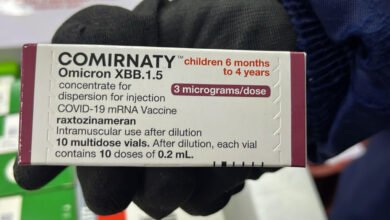 COMIRNATY™ children 6 months
to 4 years
Omicron XBB.1.5
3 micrograms/dose
concentrate for
dispersion for injection
COVID-19 mRNA Vaccine
raxtozinameran
Intramuscular use after dilution
10 multidose vials. After dilution, each vial
contains 10 doses of 0.2 mL.